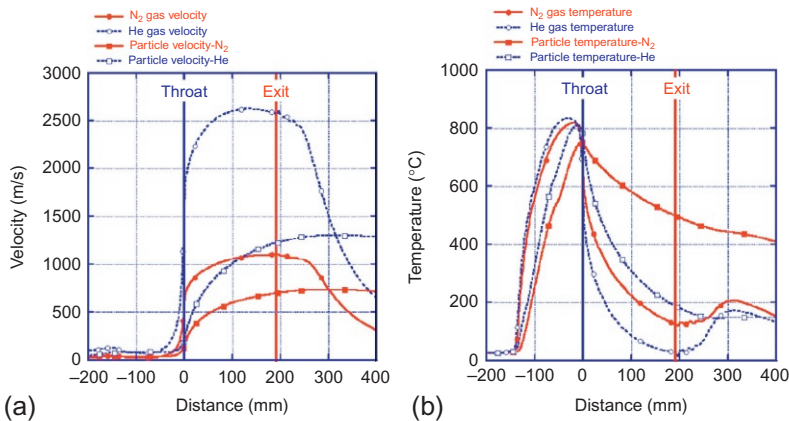 N₂ gas velocity
He gas velocity
Particle velocity-N₂
Particle velocity-He
3000
2500
2000
1500
1000
500
0
–200 –100 0 100 200 300 400
Throat
Exit
Velocity (m/s)
Distance (mm)
(a)
N₂ gas temperature
He gas temperature
Particle temperature-N₂
Particle temperature-He
1000
800
600
400
200
0
–200 –100 0 100 200 300 400
Throat
Exit
Temperature (°C)
Distance (mm)
(b)